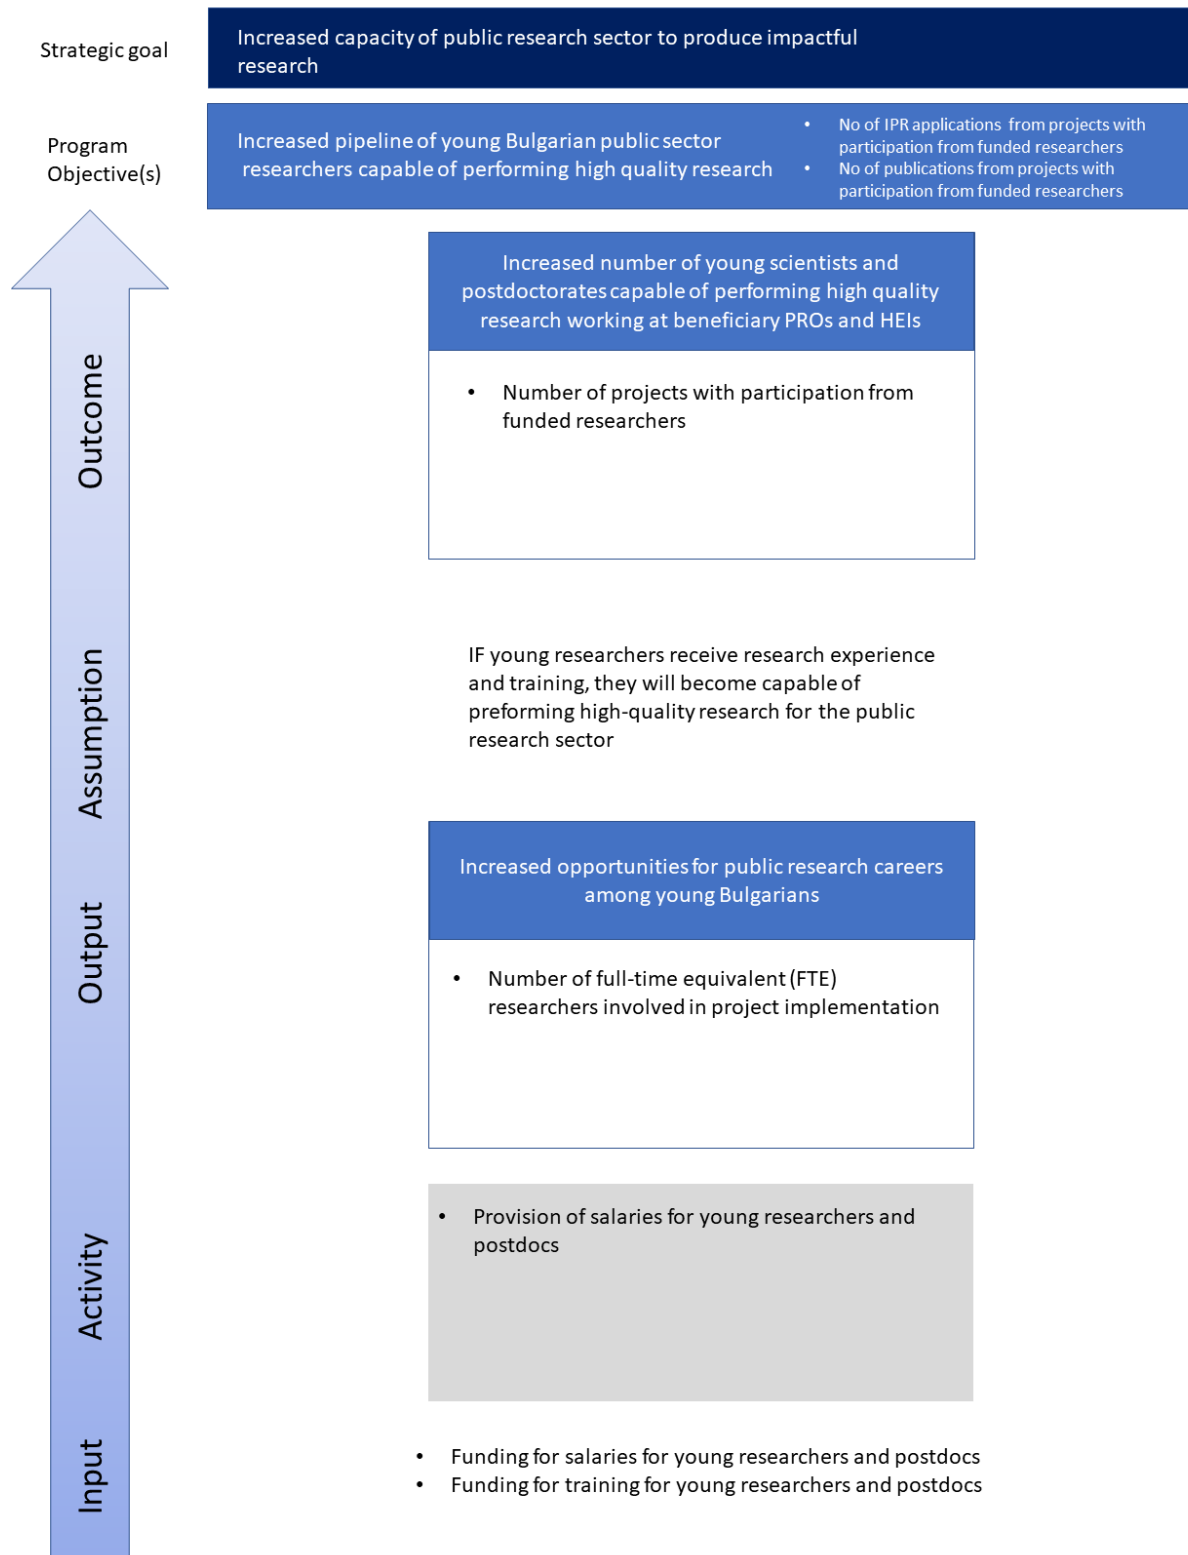 Strategic goal
Increased capacity of public research sector to produce impactful
research
Program
Objective(s)
Increased pipeline of young Bulgarian public sector
researchers capable of performing high quality research
• No of IPR applications from projects with
participation from funded researchers
• No of publications from projects with
participation from funded researchers
Outcome
Increased number of young scientists and
postdoctorates capable of performing high quality
research working at beneficiary PROs and HEIs
• Number of projects with participation from
funded researchers
Assumption
IF young researchers receive research experience
and training, they will become capable of
preforming high-quality research for the public
research sector
Output
Increased opportunities for public research careers
among young Bulgarians
• Number of full-time equivalent (FTE)
researchers involved in project implementation
Activity
• Provision of salaries for young researchers and
postdocs
Input
• Funding for salaries for young researchers and postdocs
• Funding for training for young researchers and postdocs